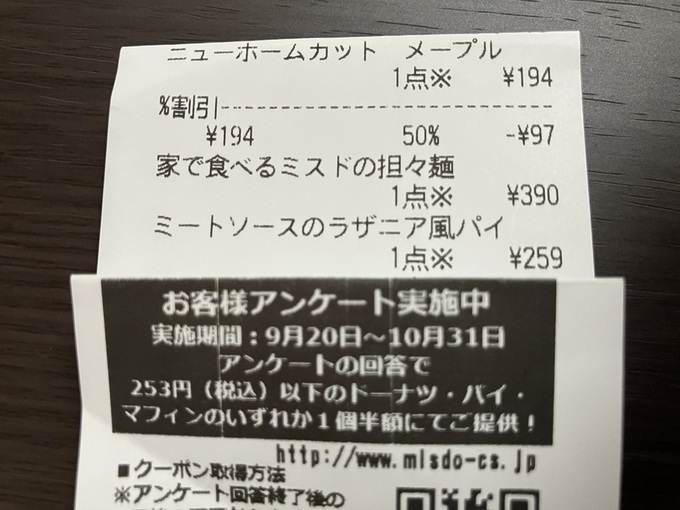 ニューホームカット　メープル
1点※　¥194
%割引
¥194　50%　-¥97
家で食べるミスドの担々麺
1点※　¥390
ミートソースのラザニア風パイ
1点※　¥259
お客様アンケート実施中
実施期間：9月20日～10月31日
アンケートの回答で
253円（税込）以下のドーナツ・パイ・
マフィンのいずれか１個半額にてご提供！
http://www.misdo-cs.jp
■クーポン取得方法
※アンケート回答終了後の